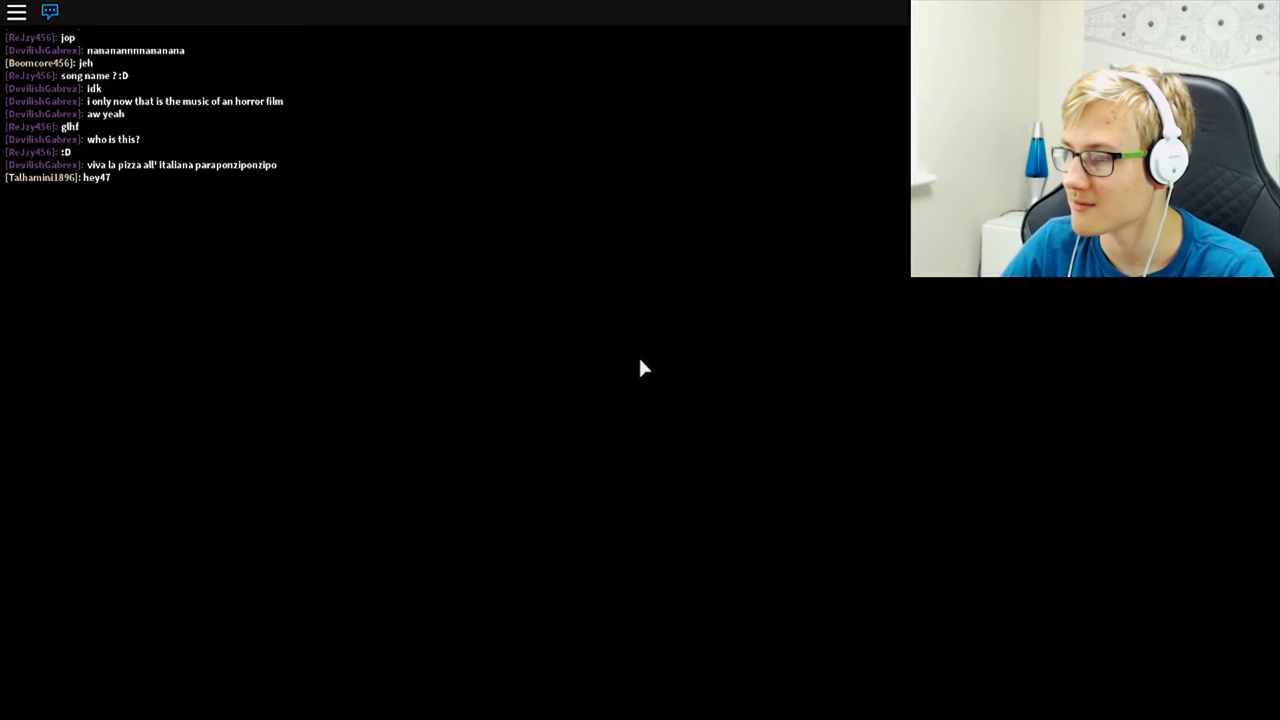 [ReJzy456]: jop
[DevilishGabrex]: nananannnnananana
[Boomcore456]: jeh
[ReJzy456]: song name ? :D
[DevilishGabrex]: idk
[DevilishGabrex]: i only now that is the music of an horror film
[DevilishGabrex]: aw yeah
[ReJzy456]: glhf
[DevilishGabrex]: who is this?
[ReJzy456]: :D
[DevilishGabrex]: viva la pizza all' italiana paraponziponzipo
[Talhamini1896]: hey47